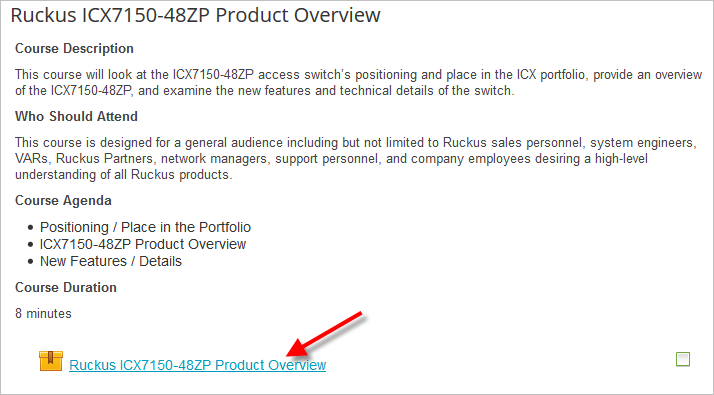 Ruckus ICX7150-48ZP Product Overview
Course Description
This course will look at the ICX7150-48ZP access switch's positioning and place in the ICX portfolio, provide an overview
of the ICX7150-48ZP, and examine the new features and technical details of the switch.
Who Should Attend
This course is designed for a general audience including but not limited to Ruckus sales personnel, system engineers,
VARs, Ruckus Partners, network managers, support personnel, and company employees desiring a high-level
understanding of all Ruckus products.
Course Agenda
• Positioning / Place in the Portfolio
• ICX7150-48ZP Product Overview
• New Features / Details
Course Duration
8 minutes
Ruckus ICX7150-48ZP Product Overview